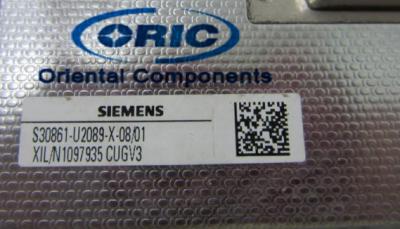 ORIC
Oriental Components
SIEMENS
S30861-U2089-X-08/01
XIL/N1097935 CUGV3